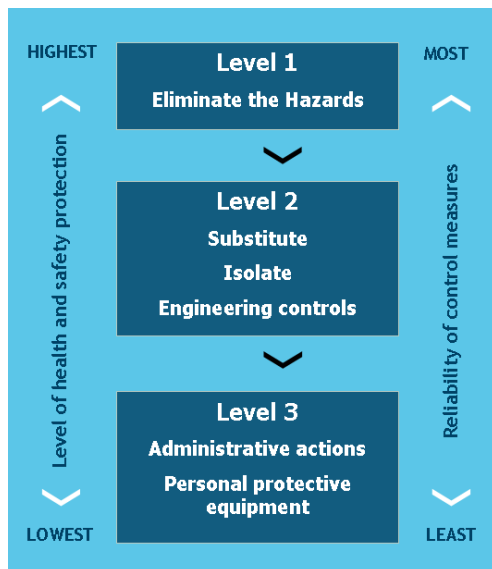 HIGHEST
MOST
Level 1
Eliminate the Hazards
Level 2
Substitute
Isolate
Engineering controls
Level 3
Administrative actions
Personal protective
equipment
Level of health and safety protection
Reliability of control measures
LOWEST
LEAST